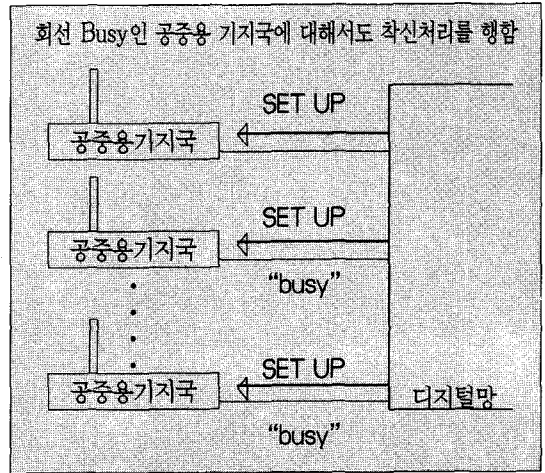 회선 Busy인 공중용 기지국에 대해서도 착신처리를 행함
SET UP
공중용기지국
SET UP
공중용기지국
"busy"
SET UP
공중용기지국
디지털망
"busy"